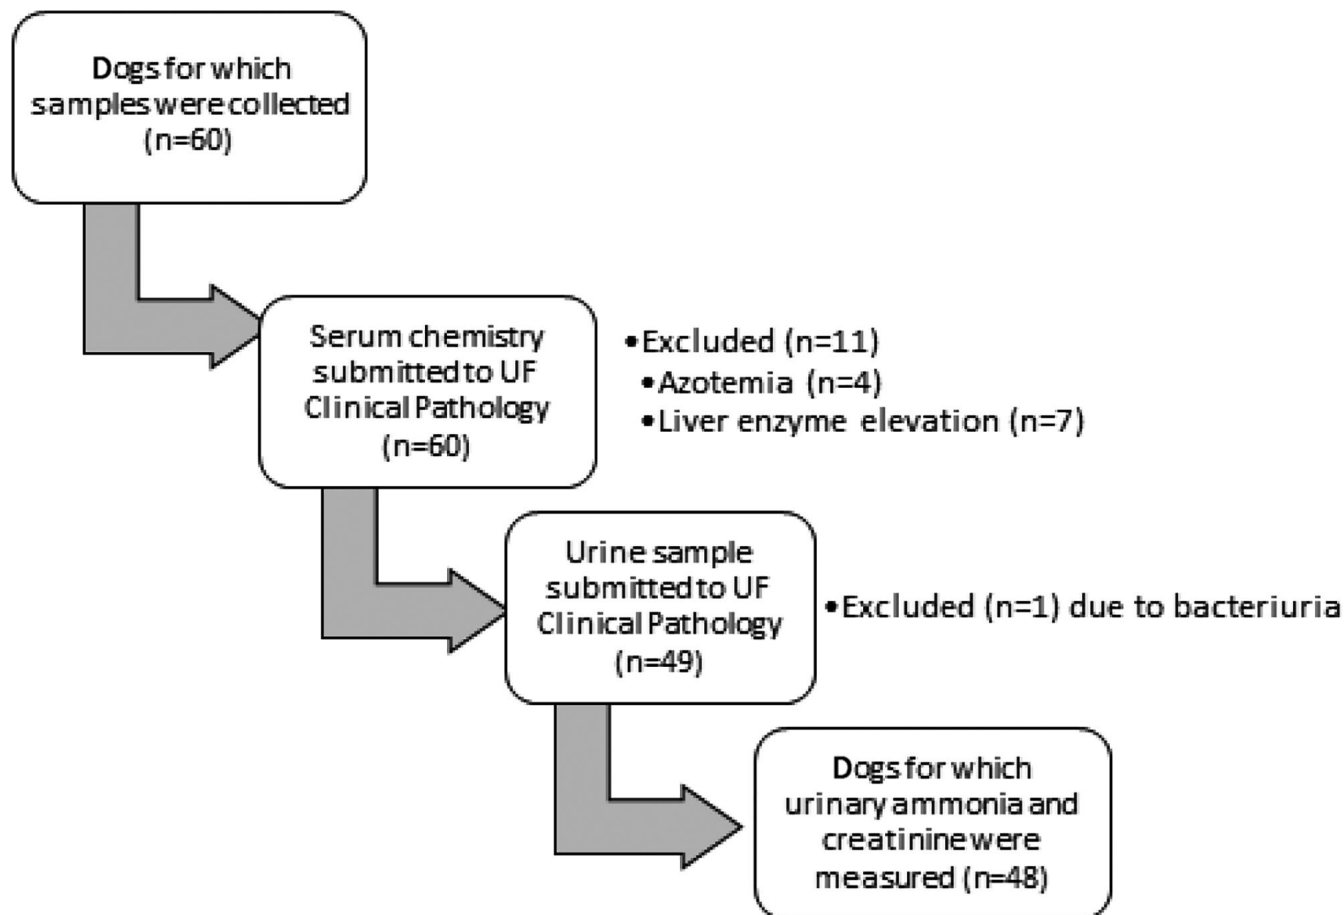 Dogs for which
samples were collected
(n=60)
Serum chemistry
submitted to UF
Clinical Pathology
(n=60)
•Excluded (n=11)
•Azotemia (n=4)
•Liver enzyme elevation (n=7)
Urine sample
submitted to UF
Clinical Pathology
(n=49)
•Excluded (n=1) due to bacteriuria
Dogs for which
urinary ammonia and
creatinine were
measured (n=48)